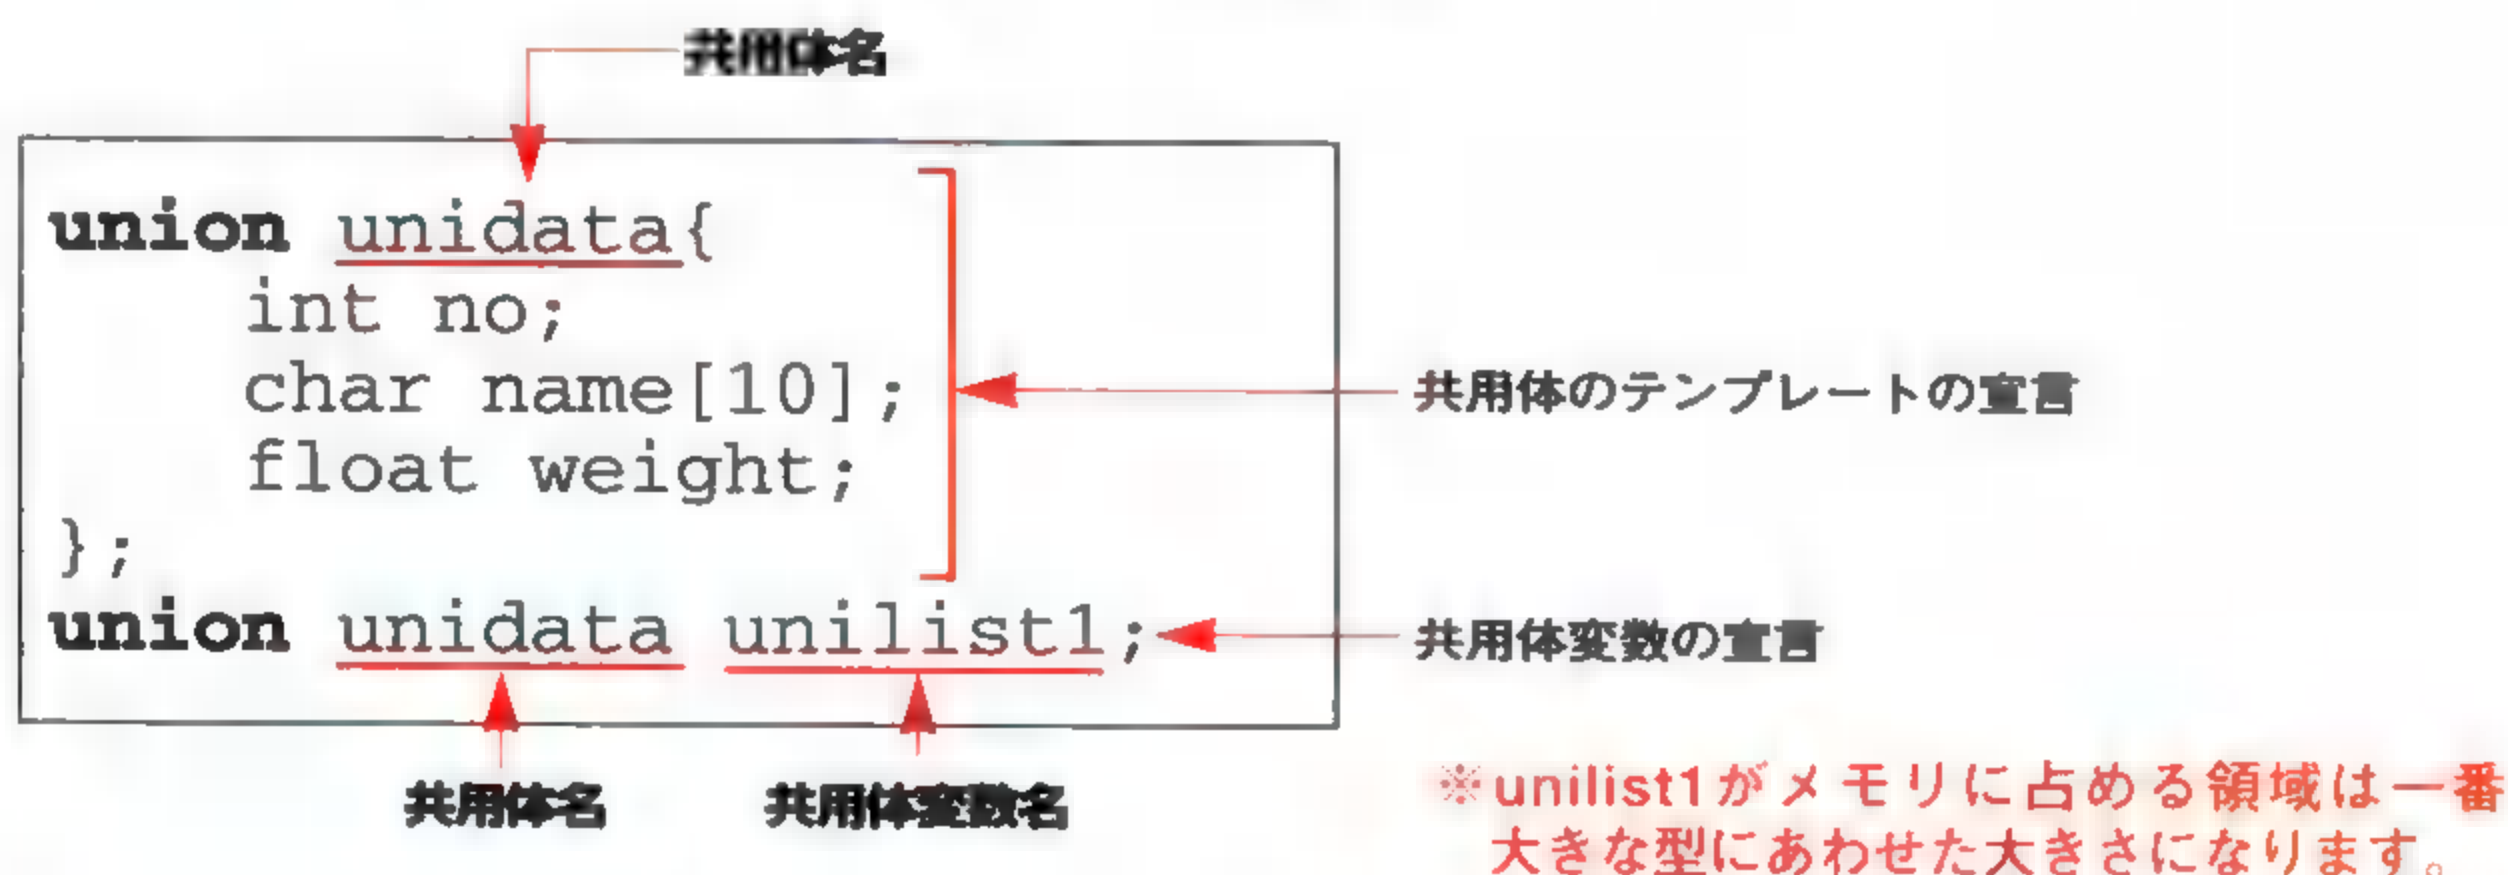 共用体名
union unidata{
int no;
char name[10];
float weight;
共用体のテンプレートの宣言
};
union unidata unilist1;
共用体変数の宣言
共用体名 共用体変数名
※unilist1がメモリに占める領域は一番
大きな型にあわせた大きさになります。